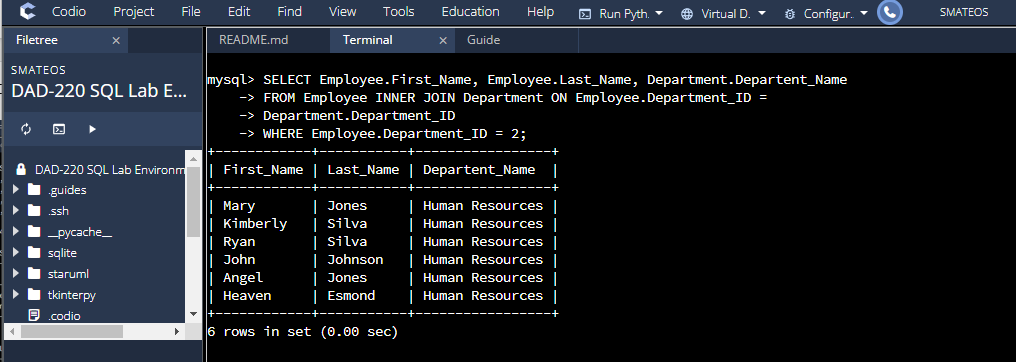 Codio Project File Edit Find View Tools Education Help Run Pyth. Virtual D. Configur.. SMATEOS
Filetree × README.md Terminal × Guide
SMATEOS
DAD-220 SQL Lab E...
DAD-220 SQL Lab Environm
.guides
.ssh
__pycache__
sqlite
staruml
tkinterpy
.codio
mysql> SELECT Employee.First_Name, Employee.Last_Name, Department.Departent_Name
-> FROM Employee INNER JOIN Department ON Employee.Department_ID =
-> Department.Department_ID
-> WHERE Employee.Department_ID = 2;
+------------+-----------+-----------------+
| First_Name | Last_Name | Departent_Name  |
+------------+-----------+-----------------+
| Mary       | Jones     | Human Resources |
| Kimberly   | Silva     | Human Resources |
| Ryan       | Silva     | Human Resources |
| John       | Johnson   | Human Resources |
| Angel      | Jones     | Human Resources |
| Heaven     | Esmond    | Human Resources |
+------------+-----------+-----------------+
6 rows in set (0.00 sec)